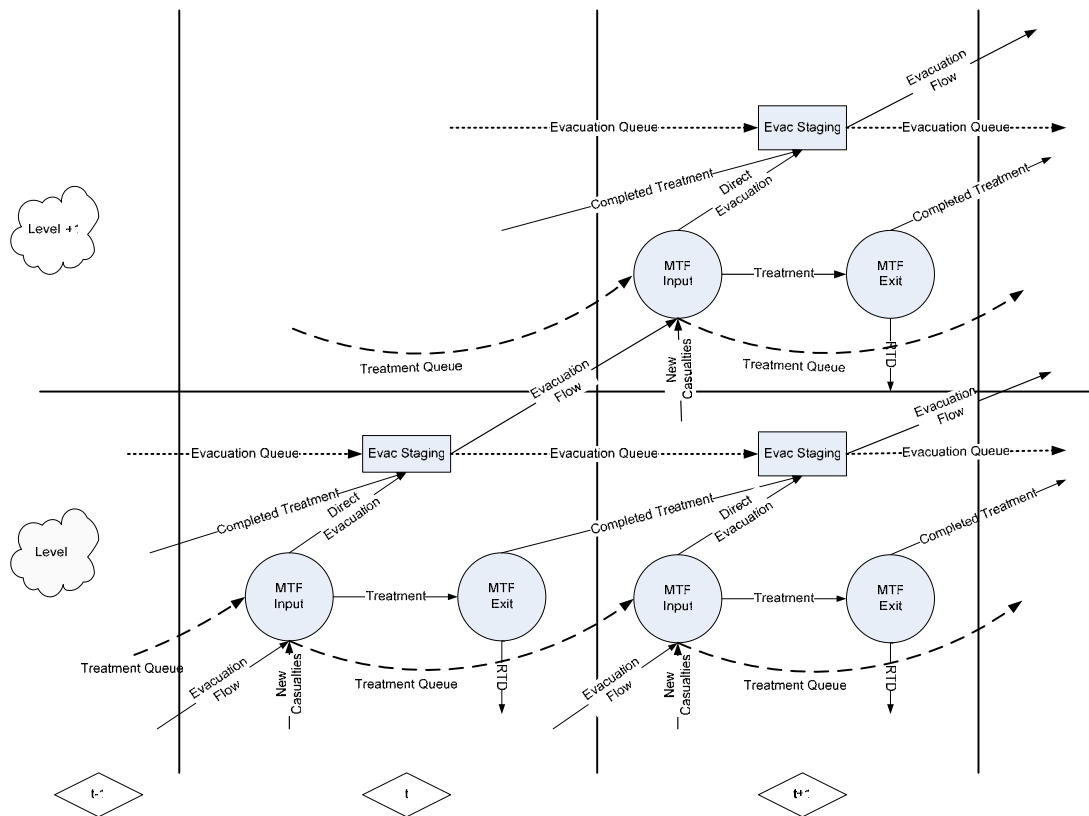 Evacuation
Flow
Evacuation Queue
Evac Staging
Evacuation Queue
Completed Treatment
Direct
Evacuation
Completed Treatment
Level +1
MTF
Input
Treatment
MTF
Exit
Treatment Queue
New
Casualties
Treatment Queue
RTD
Evacuation
Flow
Evacuation
Flow
Evacuation Queue
Evac Staging
Evacuation Queue
Evac Staging
Evacuation Queue
Completed Treatment
Direct
Evacuation
Completed Treatment
Direct
Evacuation
Completed Treatment
Level
MTF
Input
Treatment
MTF
Exit
MTF
Input
Treatment
MTF
Exit
Treatment Queue
Evacuation
Flow
New
Casualties
Treatment Queue
RTD
Evacuation
Flow
New
Casualties
Treatment Queue
RTD
t-1
t
t+1